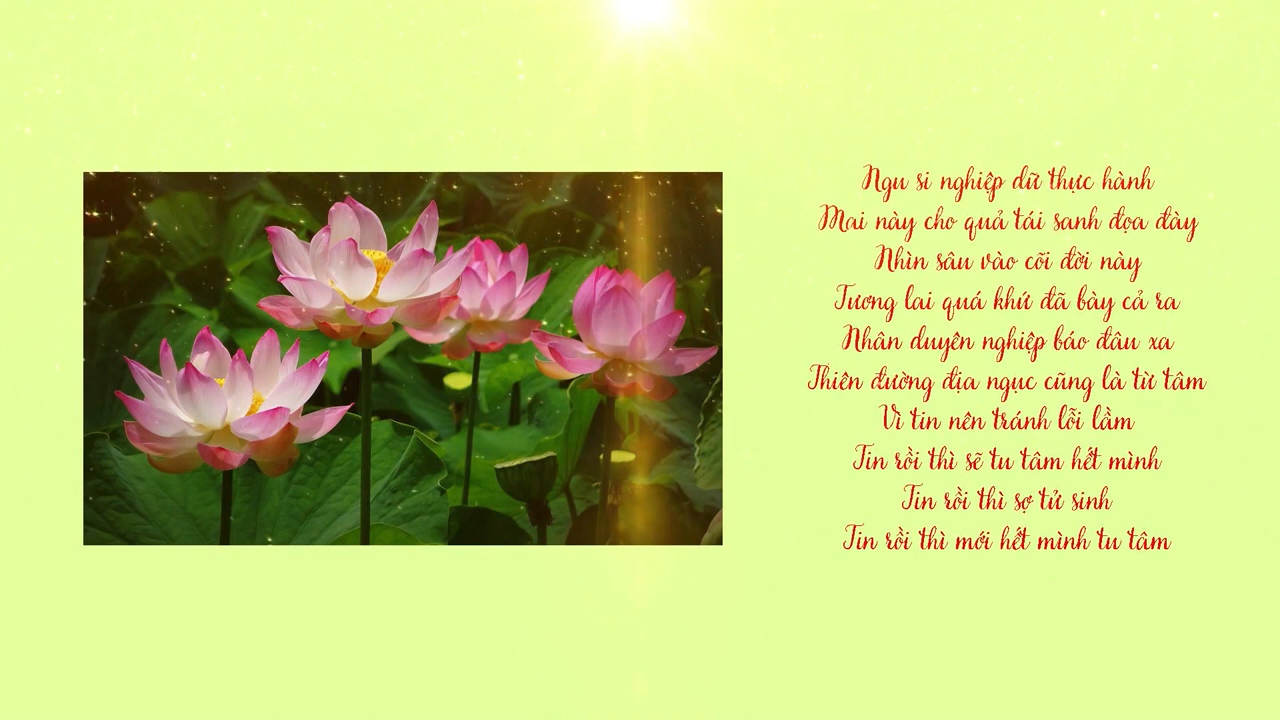 Ngu si nghiệp dữ thực hành
Mai này cho quả tái sanh đọa đày
Nhìn sâu vào cõi đời này
Tương lai quá khứ đã bày cả ra
Nhân duyên nghiệp báo đâu xa
Thiên đường địa ngục cũng là từ tâm
Vì tin nên tránh lỗi lầm
Tin rồi thì sẽ tu tâm hết mình
Tin rồi thì sợ tử sinh
Tin rồi thì mới hết mình tu tâm